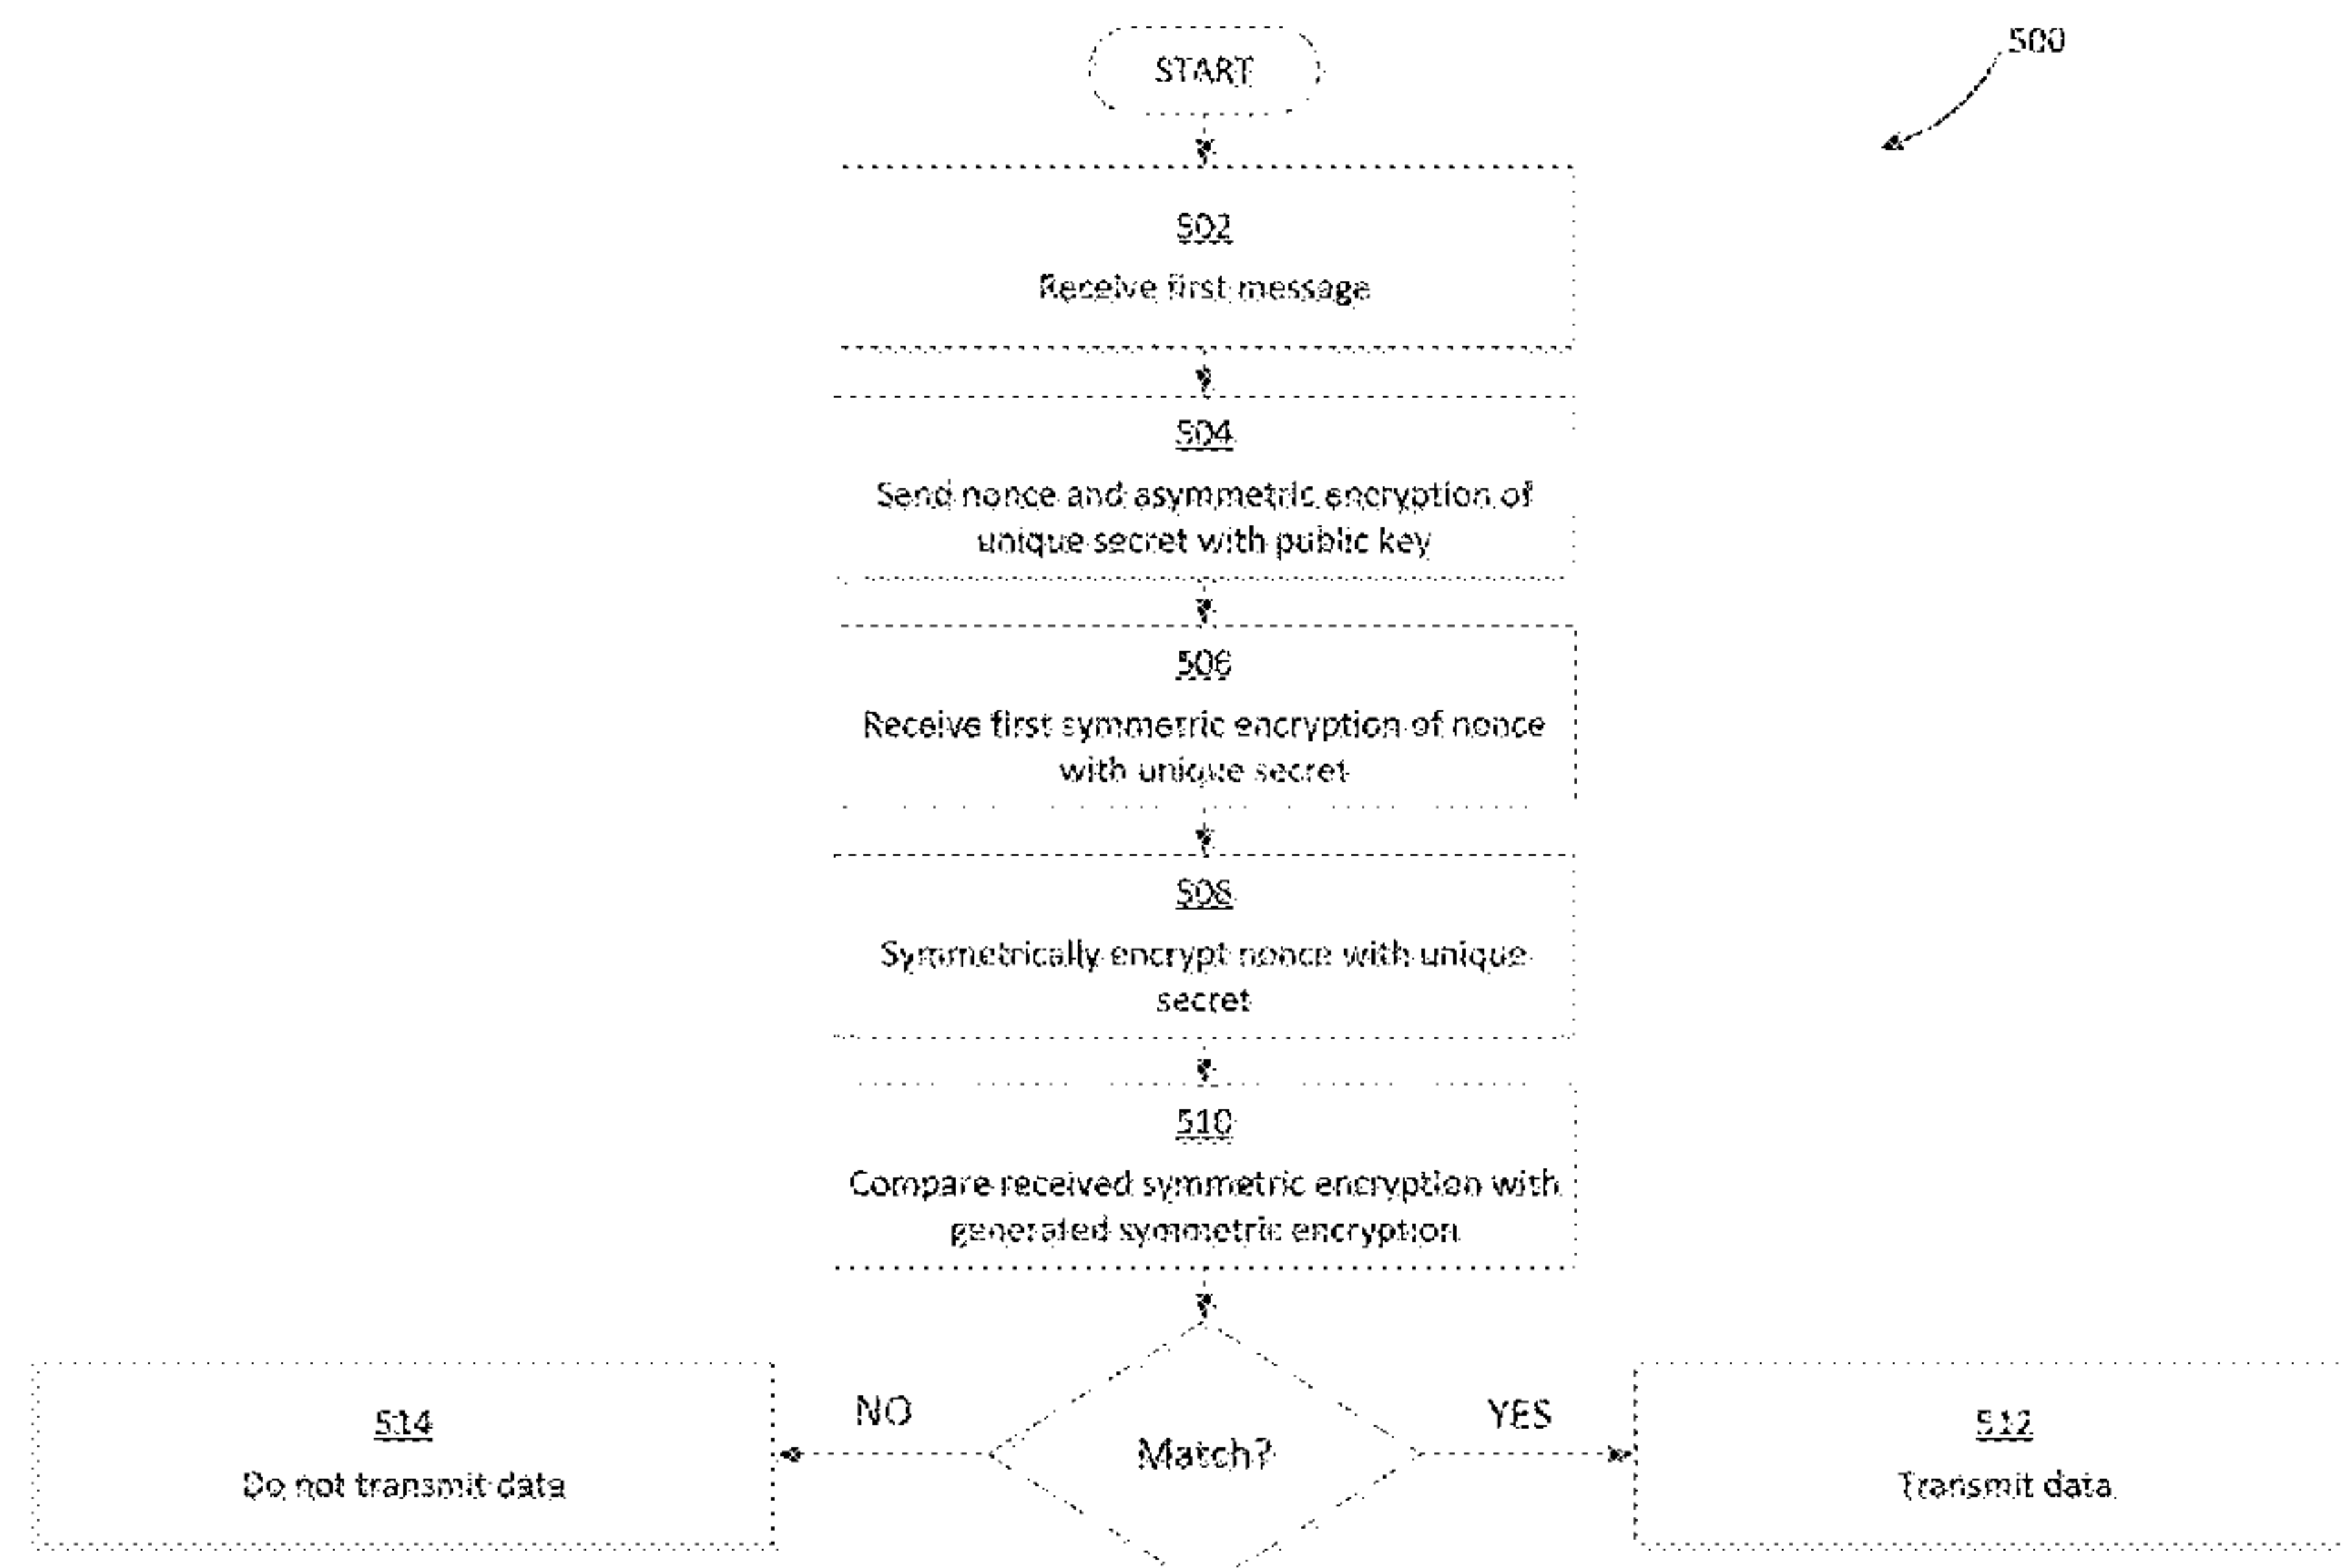 START
500
502
Receive first message
504
Send nonce and asymmetric encryption of
unique secret with public key
506
Receive first symmetric encryption of nonce
with unique secret
508
Symmetrically encrypt nonce with unique
secret
510
Compare received symmetric encryption with
generated symmetric encryption
514
Do not transmit data
NO
Match?
YES
512
Transmit data